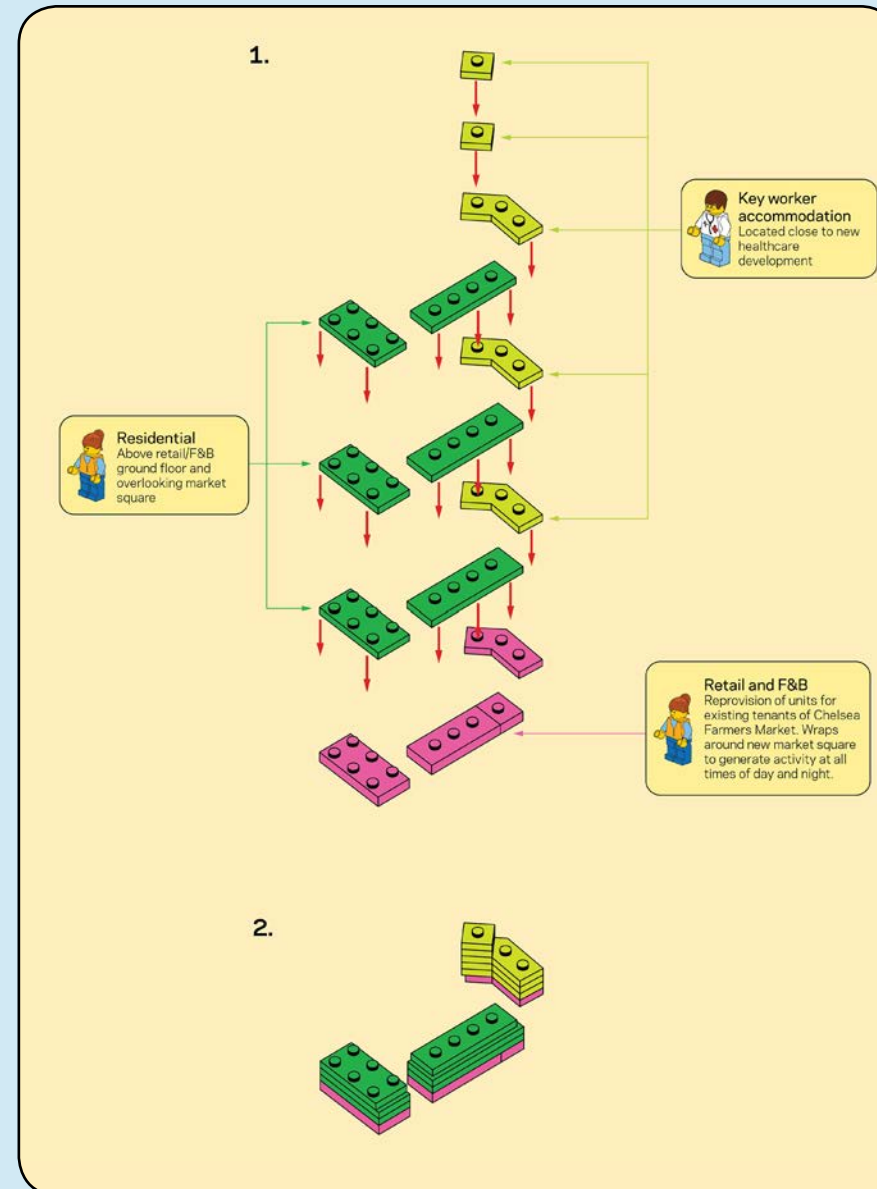 1.
Key worker
accommodation
Located close to new
healthcare
development
Residential
Above retail/F&B
ground floor and
overlooking market
square
Retail and F&B
Reprovision of units for
existing tenants of Chelsea
Farmers Market. Wraps
around new market square
to generate activity at all
times of day and night.
2.